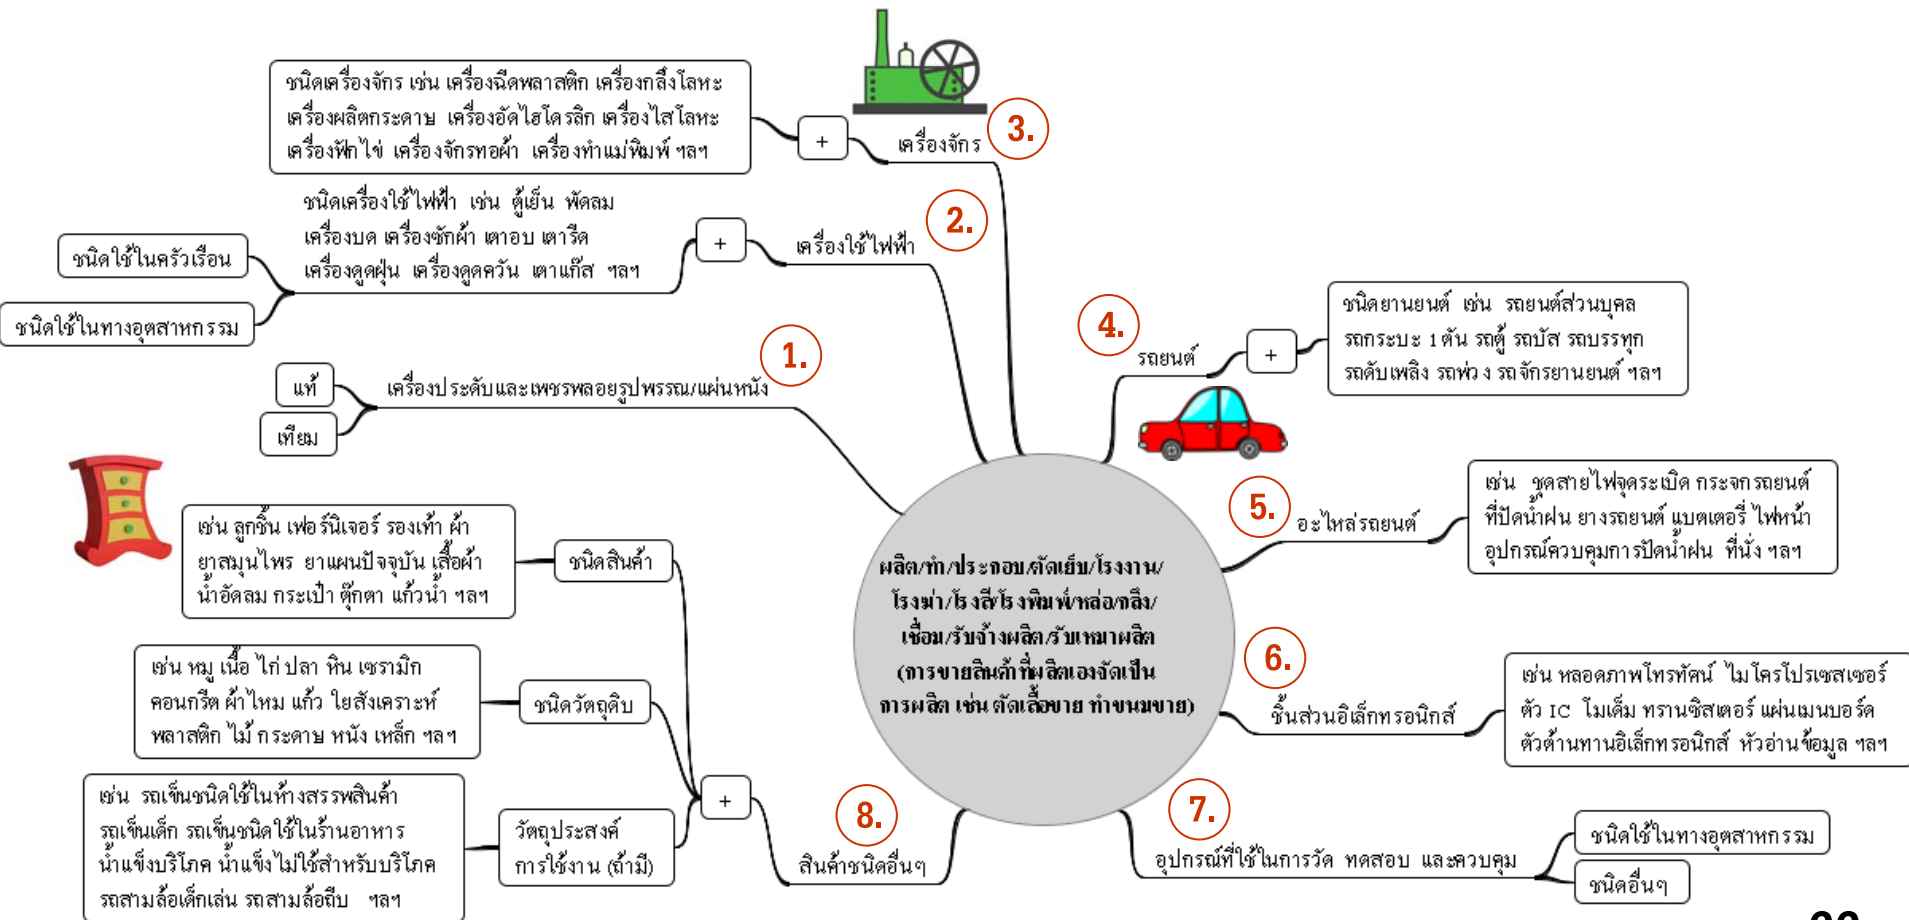 3.
เครื่องจักร
+
ชนิดเครื่องจักร เช่น เครื่องฉีดพลาสติก เครื่องกลึงโลหะ
เครื่องผลิตกระดาษ เครื่องอัดไฮโดรลิก เครื่องไสโลหะ
เครื่องฟักไข่ เครื่องจักรทอผ้า เครื่องทำแม่พิมพ์ ฯลฯ
2.
เครื่องใช้ไฟฟ้า
+
ชนิดเครื่องใช้ไฟฟ้า เช่น ตู้เย็น พัดลม
เครื่องบด เครื่องซักผ้า เตาอบ เตารีด
เครื่องดูดฝุ่น เครื่องดูดควัน เตาแก๊ส ฯลฯ
ชนิดใช้ในครัวเรือน
ชนิดใช้ในทางอุตสาหกรรม
1.
เครื่องประดับและเพชรพลอยรูปพรรณ/แผ่นหนัง
แท้
เทียม
4.
รถยนต์
+
ชนิดยานยนต์ เช่น รถยนต์ส่วนบุคล
รถกระบะ 1 ตัน รถตู้ รถบัส รถบรรทุก
รถดับเพลิง รถพ่วง รถจักรยานยนต์ ฯลฯ
5.
อะไหล่รถยนต์
เช่น ชุดสายไฟจุดระเบิด กระจกรถยนต์
ที่ปัดน้ำฝน ยางรถยนต์ แบตเตอรี่ ไฟหน้า
อุปกรณ์ควบคุมการปัดน้ำฝน ที่นั่ง ฯลฯ
ผลิต/ทำ/ประกอบ/ตัดเย็บ/โรงงาน/
โรงฆ่า/โรงสี/โรงพิมพ์/หล่อ/กลึง/
เชื่อม/รับจ้างผลิต/รับเหมาผลิต
(การขายสินค้าที่ผลิตเองจัดเป็น
การผลิต เช่น ตัดเสื้อขาย ทำขนมขาย)
6.
ชิ้นส่วนอิเล็กทรอนิกส์
เช่น หลอดภาพโทรทัศน์ ไมโครโปรเซสเซอร์
ตัว IC โมเด็ม ทรานซิสเตอร์ แผ่นเมนบอร์ด
ตัวต้านทานอิเล็กทรอนิกส์ หัวอ่านข้อมูล ฯลฯ
7.
อุปกรณ์ที่ใช้ในการวัด ทดสอบ และควบคุม
ชนิดใช้ในทางอุตสาหกรรม
ชนิดอื่นๆ
8.
สินค้าชนิดอื่นๆ
+
ชนิดสินค้า
เช่น ลูกชิ้น เฟอร์นิเจอร์ รองเท้า ผ้า
ยาสมุนไพร ยาแผนปัจจุบัน เสื้อผ้า
น้ำอัดลม กระเป๋า ตุ๊กตา แก้วน้ำ ฯลฯ
ชนิดวัตถุดิบ
เช่น หมู เนื้อ ไก่ ปลา หิน เซรามิก
คอนกรีต ผ้าไหม แก้ว ใยสังเคราะห์
พลาสติก ไม้ กระดาษ หนัง เหล็ก ฯลฯ
วัตถุประสงค์
การใช้งาน (ถ้ามี)
เช่น รถเข็นชนิดใช้ในห้างสรรพสินค้า
รถเข็นเด็ก รถเข็นชนิดใช้ในร้านอาหาร
น้ำแข็งบริโภค น้ำแข็งไม่ใช้สำหรับบริโภค
รถสามล้อเด็กเล่น รถสามล้อถีบ ฯลฯ